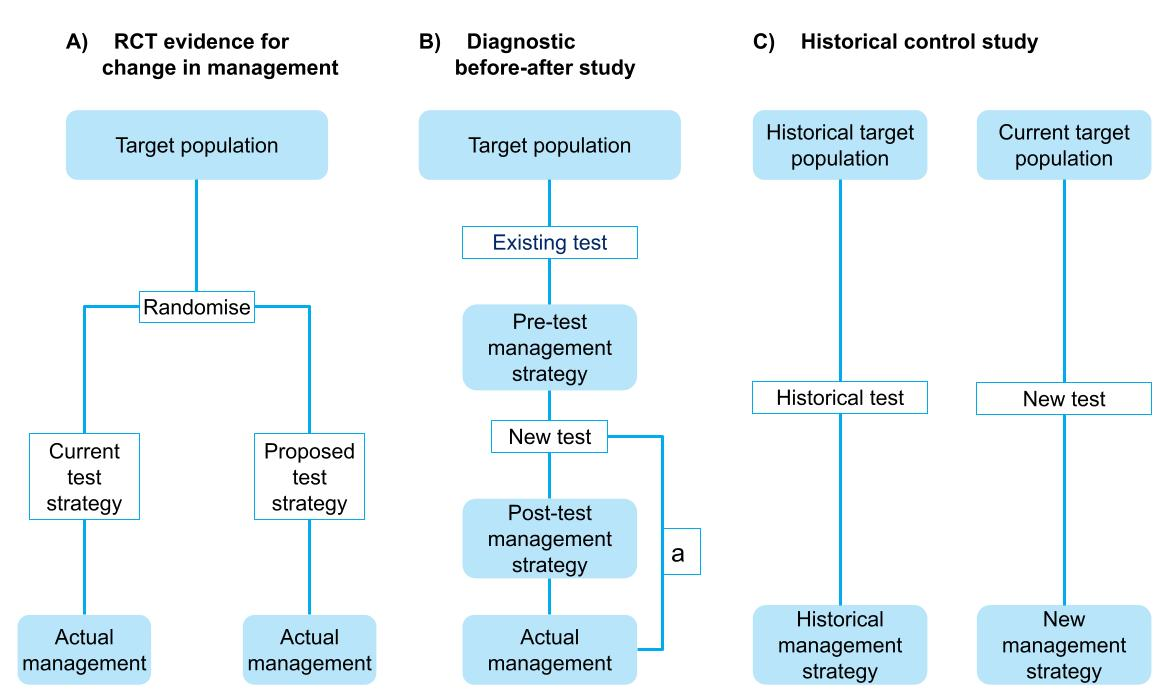 A) RCT evidence for
change in management
Target population
Randomise
Current
test
strategy
Proposed
test
strategy
Actual
management
Actual
management
B) Diagnostic
before-after study
Target population
Existing test
Pre-test
management
strategy
New test
Post-test
management
strategy
a
Actual
management
C) Historical control study
Historical target
population
Current target
population
Historical test
New test
Historical
management
strategy
New
management
strategy